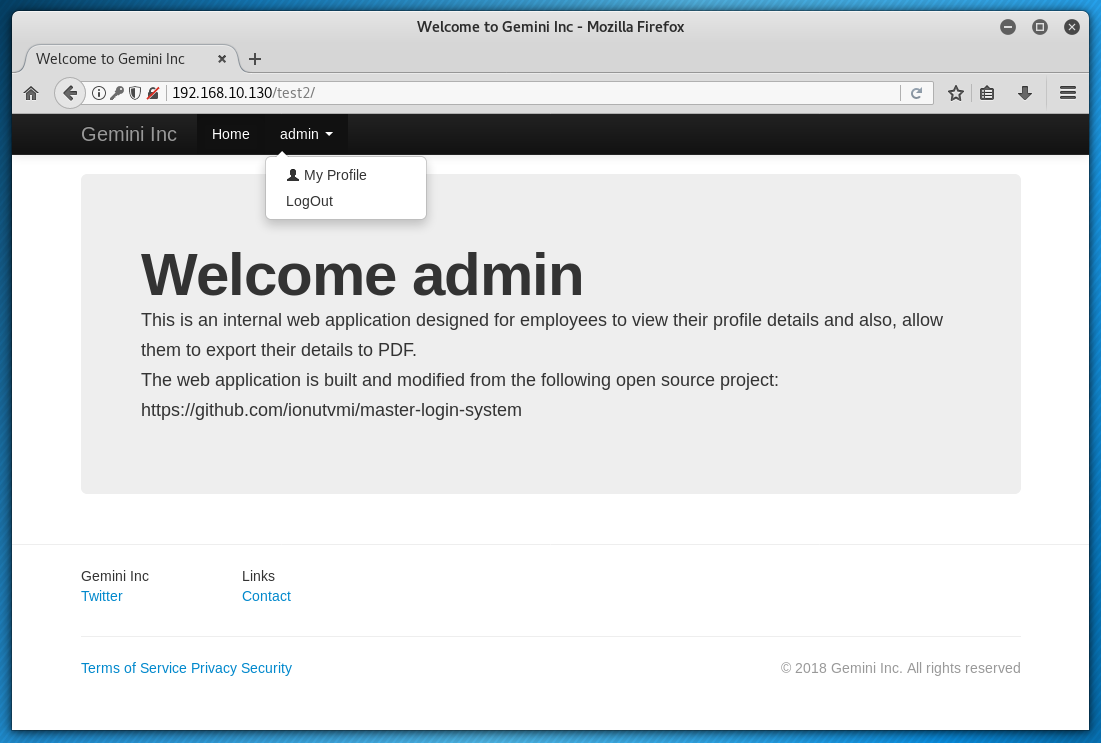 Welcome to Gemini Inc - Mozilla Firefox
Welcome to Gemini Inc
192.168.10.130/test2/
Gemini Inc Home admin
My Profile
LogOut
Welcome admin
This is an internal web application designed for employees to view their profile details and also, allow
them to export their details to PDF.
The web application is built and modified from the following open source project:
https://github.com/ionutvmi/master-login-system
Gemini Inc Links
Twitter Contact
Terms of Service Privacy Security © 2018 Gemini Inc. All rights reserved